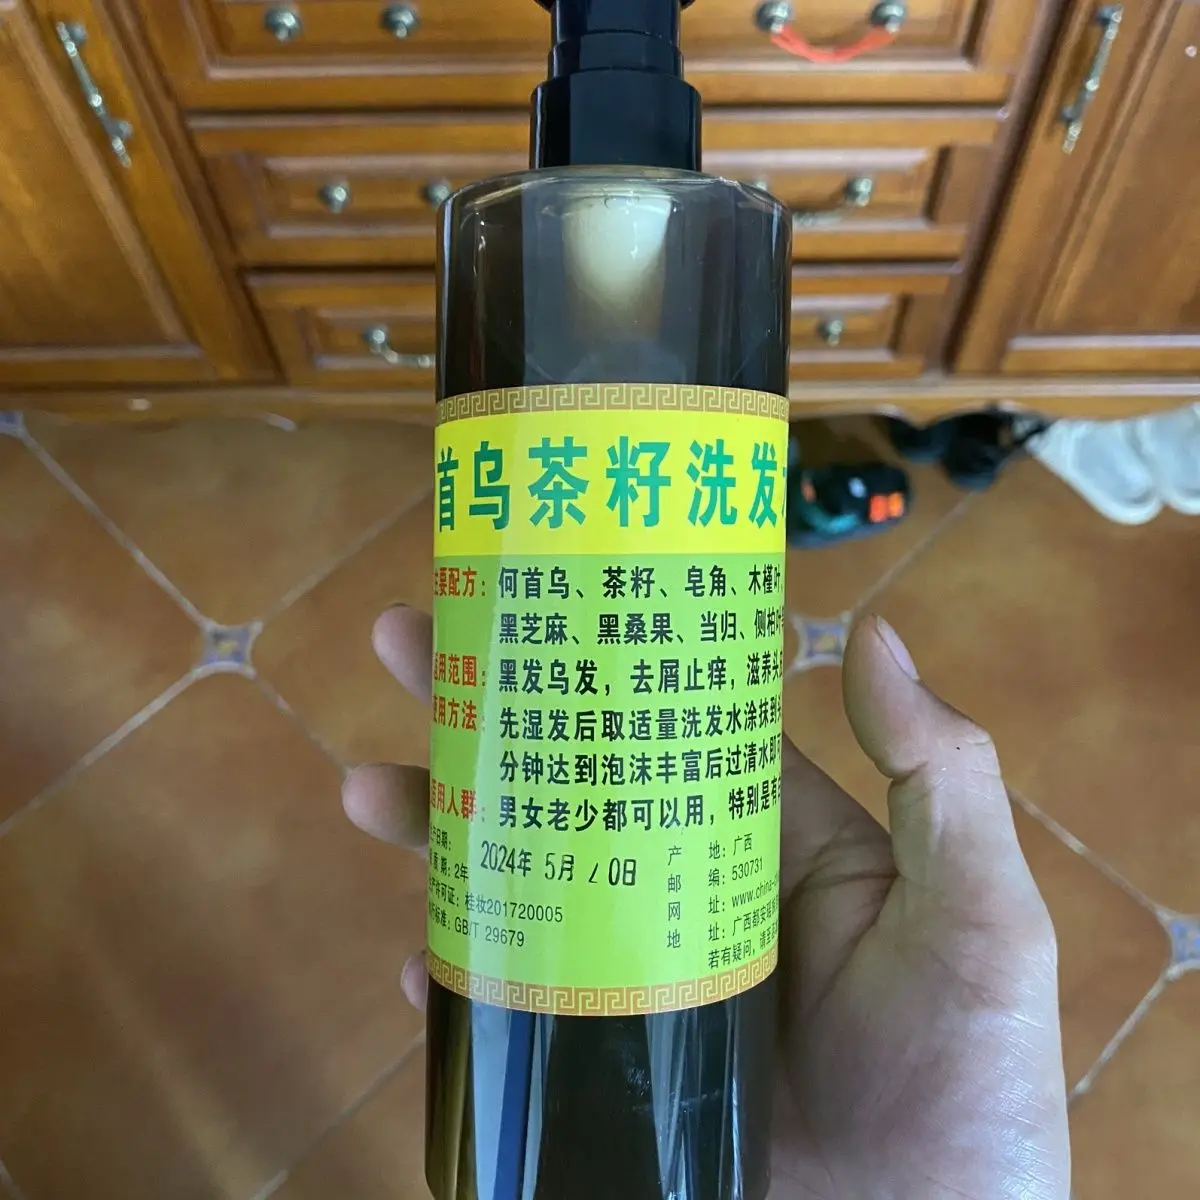 首乌茶籽洗发
主要配方：何首乌、茶籽、皂角、木槿叶、
黑芝麻、黑桑果、当归、侧柏叶
适用范围：黑发乌发，去屑止痒，滋养头
使用方法：先湿发后取适量洗发水涂抹到
分钟达到泡沫丰富后过清水即可
适用人群：男女老少都可以用，特别是有
生产日期：
2024年 5月 20日
保质期：2年
生产许可证：桂妆201720005
执行标准：GB/T 29679
产 地：广西
邮 编：530731
网 址：www.china-
地 址：广西都安瑶族
若有疑问，请至